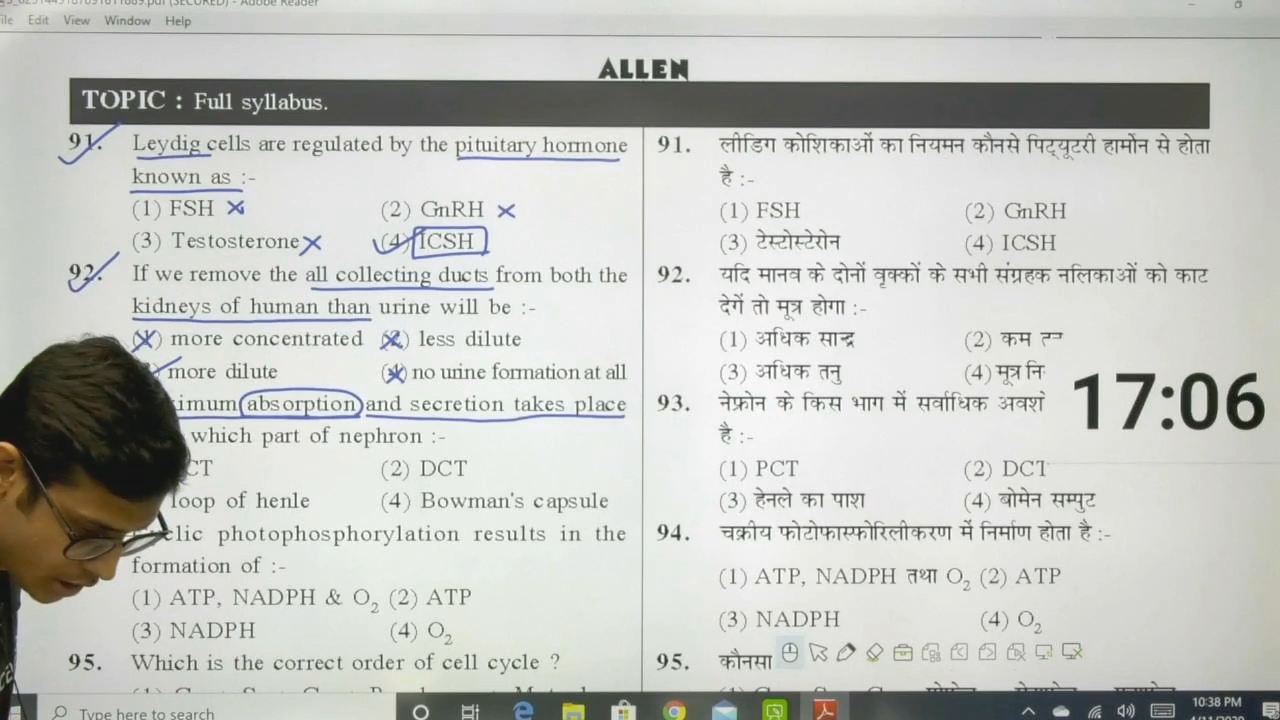 (SECURED) - Adobe Reader
File Edit View Window Help
ALLEN
TOPIC : Full syllabus.
91. Leydig cells are regulated by the pituitary hormone
known as :-
(1) FSH (2) GnRH
(3) Testosterone (4) ICSH
92. If we remove the all collecting ducts from both the
kidneys of human than urine will be :-
more concentrated less dilute
more dilute no urine formation at all
absorption and secretion takes place
which part of nephron :-
(2) DCT
loop of henle (4) Bowman's capsule
photophosphorylation results in the
formation of :-
(1) ATP, NADPH & O2 (2) ATP
(3) NADPH (4) O2
95. Which is the correct order of cell cycle ?
91. लीडिग कोशिकाओं का नियमन कौनसे पिट्यूटरी हार्मोन से होता
है :-
(1) FSH (2) GnRH
(3) टेस्टोस्टेरोन (4) ICSH
92. यदि मानव के दोनों वृक्कों के सभी संग्रहक नलिकाओं को काट
देगें तो मूत्र होगा :-
(1) अधिक सान्द्र (2) कम
(3) अधिक तनु (4) मूत्र
93. नेफ्रोन के किस भाग में सर्वाधिक
है :-
(1) PCT (2) DCT
(3) हेनले का पाश (4) बोमेन सम्पुट
94. चक्रीय फोटोफास्फोरिलीकरण में निर्माण होता है :-
(1) ATP, NADPH तथा O2 (2) ATP
(3) NADPH (4) O2
95. कौनसा
17:06
Type here to search
10:38 PM